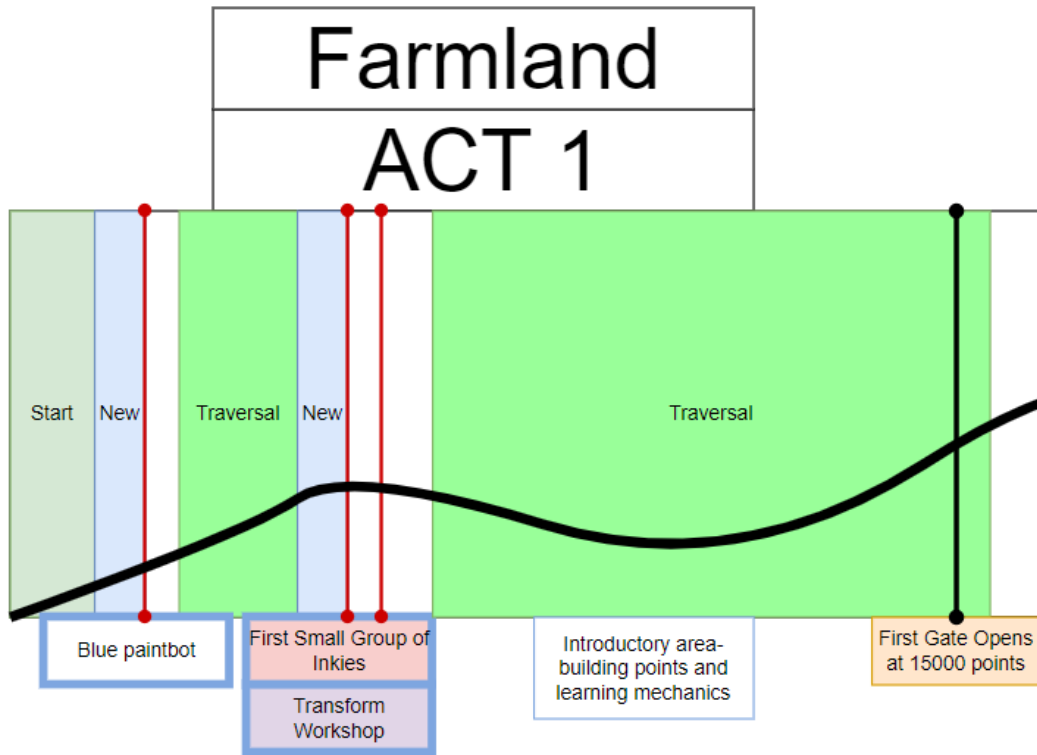 Farmland
ACT 1
Start
New
Traversal
New
Traversal
Blue paintbot
First Small Group of
Inkies
Transform
Workshop
Introductory area-
building points and
learning mechanics
First Gate Opens
at 15000 points